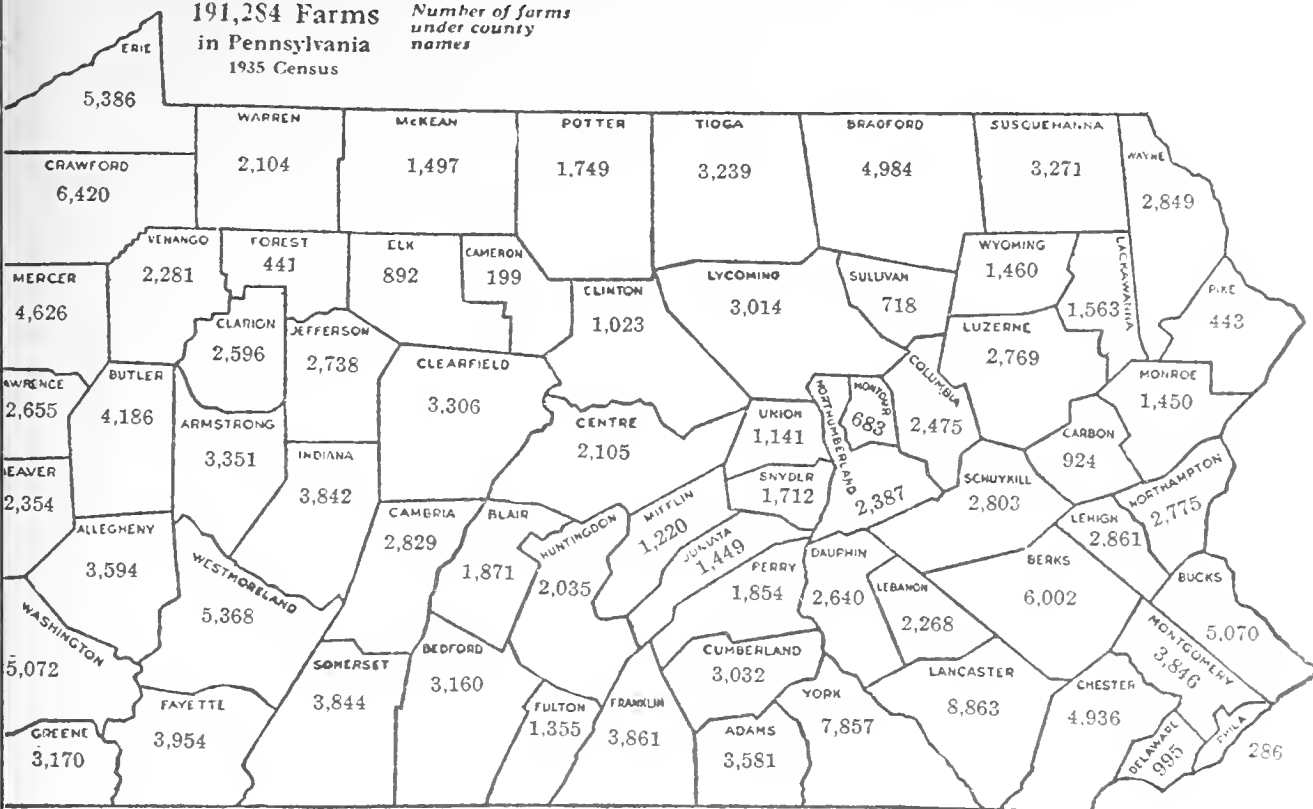 191,284 Farms
in Pennsylvania
1935 Census
Number of farms
under county
names
ERIE
5,386
CRAWFORD
6,420
WARREN
2,104
McKEAN
1,497
POTTER
1,749
TIOGA
3,239
BRADFORD
4,984
SUSQUEHANNA
3,271
WAYNE
2,849
MERCER
4,626
VENANGO
2,281
FOREST
441
ELK
892
CAMERON
199
CLINTON
1,023
LYCOMING
3,014
SULLIVAN
718
WYOMING
1,460
LACKAWANNA
1,563
PIKE
443
AWRENCE
2,655
BUTLER
4,186
CLARION
2,596
JEFFERSON
2,738
CLEARFIELD
3,306
CENTRE
2,105
UNION
1,141
NORTHUMBERLAND
2,387
MONTOUR
683
COLUMBIA
2,475
LUZERNE
2,769
MONROE
1,450
CARBON
924
EAVER
2,354
ARMSTRONG
3,351
INDIANA
3,842
CAMBRIA
2,829
BLAIR
1,871
HUNTINGDON
2,035
MIFFLIN
1,220
SNYDER
1,712
JUNIATA
1,449
PERRY
1,854
DAUPHIN
2,640
LEBANON
2,268
SCHUYKILL
2,803
BERKS
6,002
LEHIGH
2,861
NORTHAMPTON
2,775
BUCKS
5,070
ALLEGHENY
3,594
WESTMORELAND
5,368
WASHINGTON
5,072
GREENE
3,170
FAYETTE
3,954
SOMERSET
3,844
BEDFORD
3,160
FULTON
1,355
FRANKLIN
3,861
CUMBERLAND
3,032
ADAMS
3,581
YORK
7,857
LANCASTER
8,863
CHESTER
4,936
MONTGOMERY
3,846
DELAWARE
995
PHILA
286